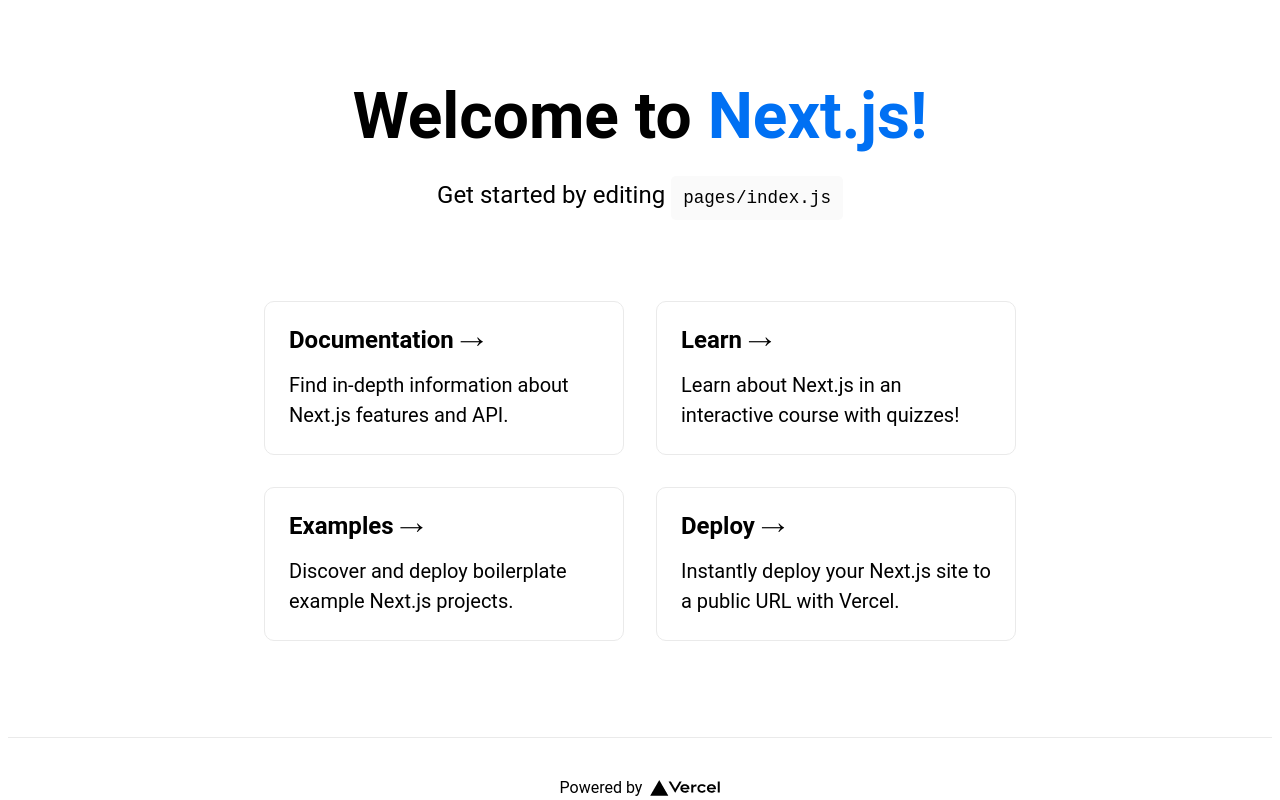 Welcome to Next.js!
Get started by editing pages/index.js
Documentation →
Find in-depth information about
Next.js features and API.
Learn →
Learn about Next.js in an
interactive course with quizzes!
Examples →
Discover and deploy boilerplate
example Next.js projects.
Deploy →
Instantly deploy your Next.js site to
a public URL with Vercel.
Powered by Vercel